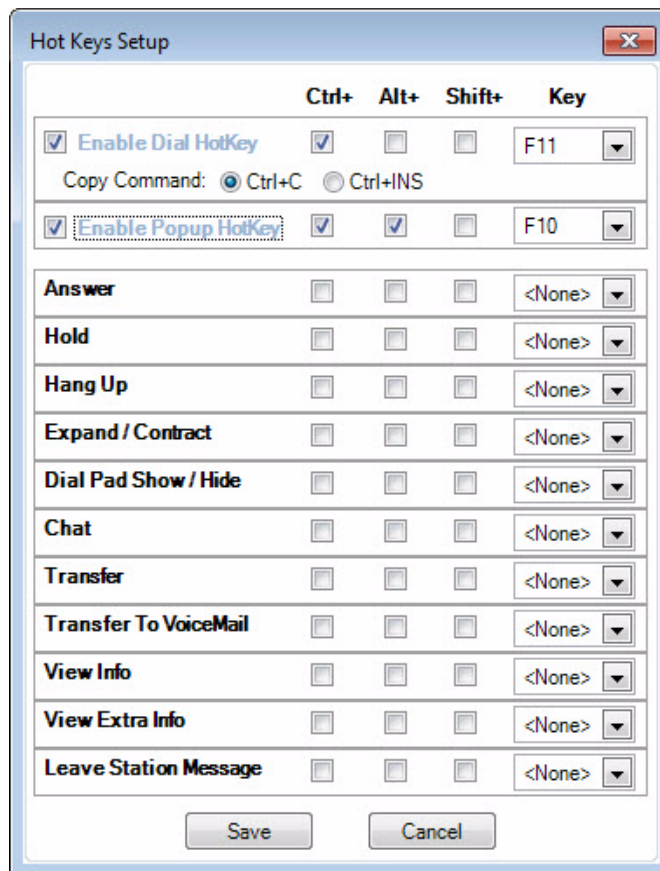 Hot Keys Setup
Ctrl+ Alt+ Shift+ Key
Enable Dial HotKey F11
Copy Command: Ctrl+C Ctrl+INS
Enable Popup HotKey F10
Answer <None>
Hold <None>
Hang Up <None>
Expand / Contract <None>
Dial Pad Show / Hide <None>
Chat <None>
Transfer <None>
Transfer To VoiceMail <None>
View Info <None>
View Extra Info <None>
Leave Station Message <None>
Save Cancel